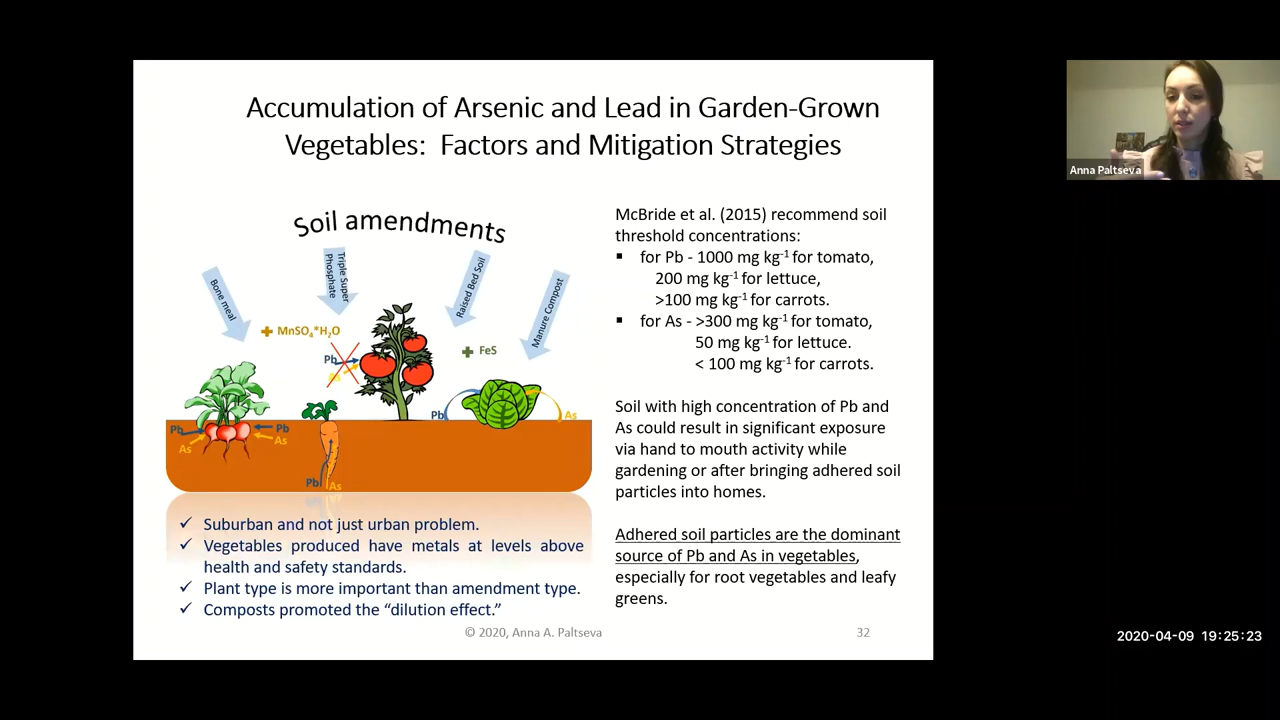 Accumulation of Arsenic and Lead in Garden-Grown
Vegetables: Factors and Mitigation Strategies
Anna Paltseva
Soil amendments
Bone meal
Triple Super
Phosphate
Raised Bed Soil
Manure Compost
+ MnSO₄*H₂O
+ FeS
Pb
As
Pb
As
Pb
As
Pb
As
Pb
As
McBride et al. (2015) recommend soil
threshold concentrations:
▪ for Pb - 1000 mg kg⁻¹ for tomato,
200 mg kg⁻¹ for lettuce,
>100 mg kg⁻¹ for carrots.
▪ for As - >300 mg kg⁻¹ for tomato,
50 mg kg⁻¹ for lettuce.
< 100 mg kg⁻¹ for carrots.
Soil with high concentration of Pb and
As could result in significant exposure
via hand to mouth activity while
gardening or after bringing adhered soil
particles into homes.
Adhered soil particles are the dominant
source of Pb and As in vegetables,
especially for root vegetables and leafy
greens.
✓ Suburban and not just urban problem.
✓ Vegetables produced have metals at levels above
health and safety standards.
✓ Plant type is more important than amendment type.
✓ Composts promoted the “dilution effect.”
© 2020, Anna A. Paltseva
32
2020-04-09 19:25:23